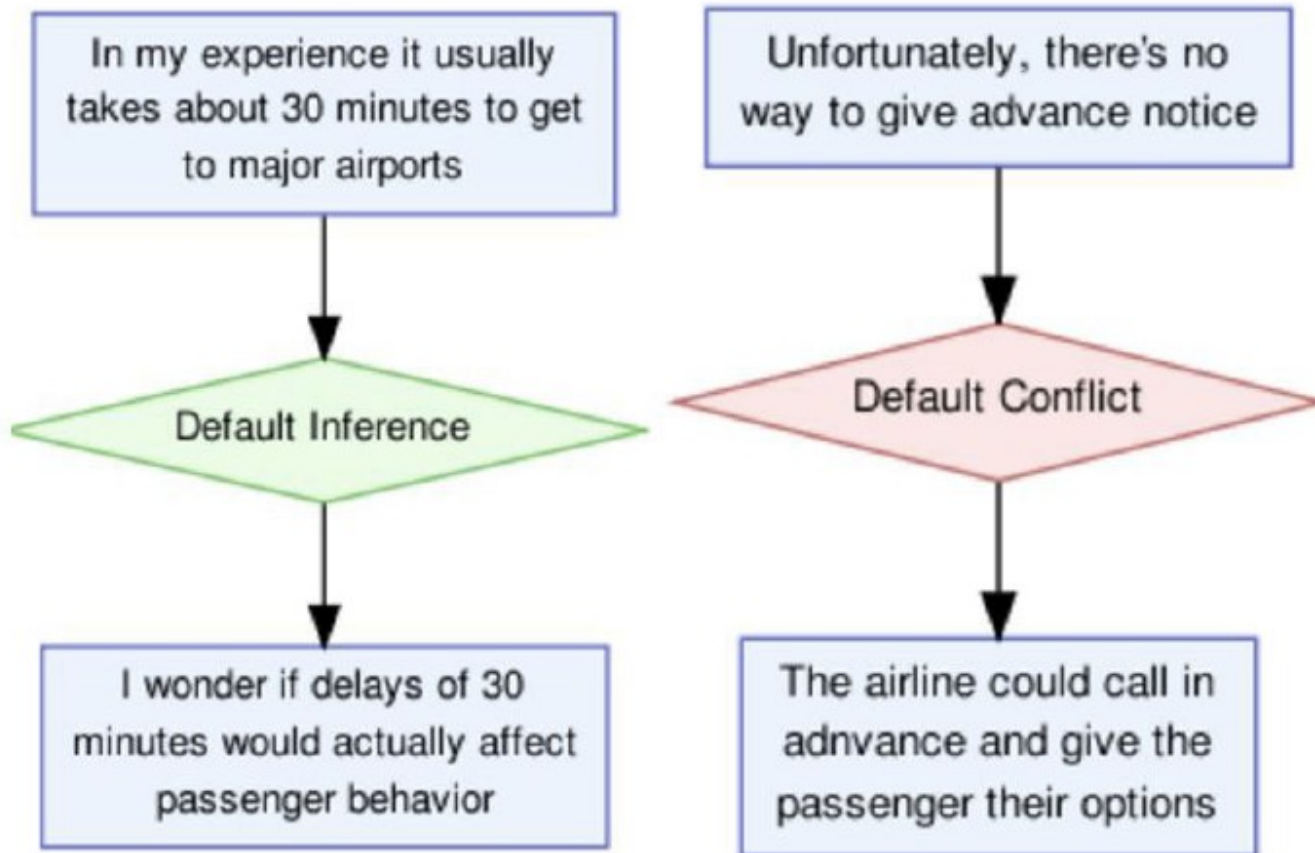 In my experience it usually
takes about 30 minutes to get
to major airports
Default Inference
I wonder if delays of 30
minutes would actually affect
passenger behavior
Unfortunately, there's no
way to give advance notice
Default Conflict
The airline could call in
adnvance and give the
passenger their options